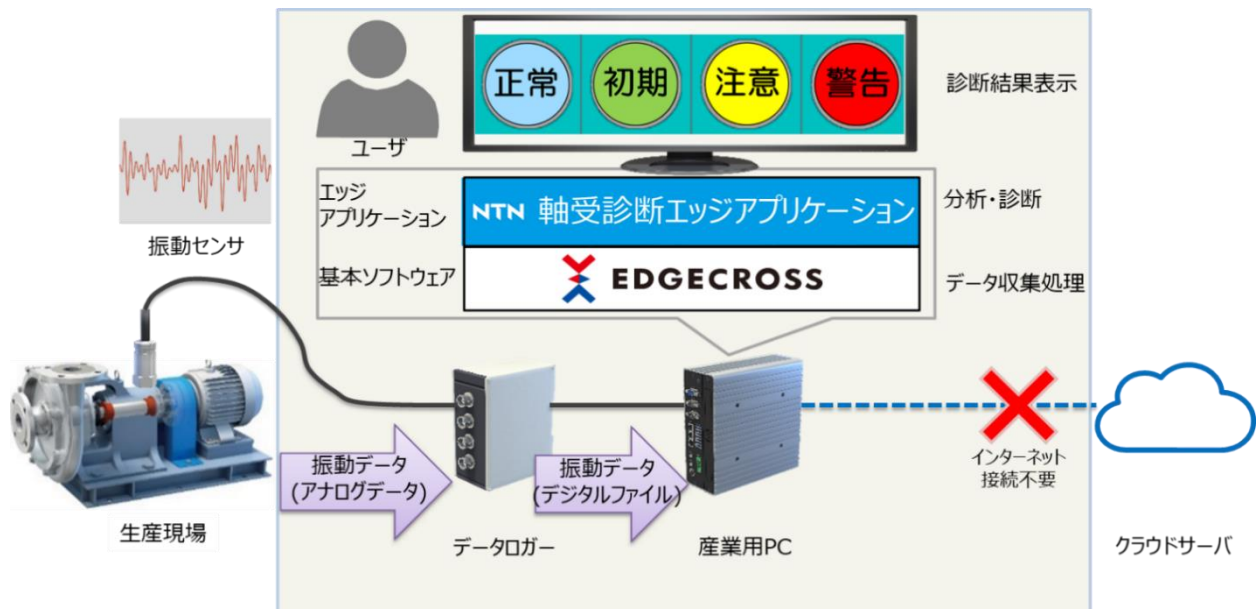 正常 初期 注意 警告
診断結果表示
ユーザ
振動センサ
エッジ
アプリケーション
NTN 軸受診断エッジアプリケーション
分析・診断
基本ソフトウェア
EDGECROSS
データ収集処理
振動データ
(アナログデータ)
振動データ
(デジタルファイル)
インターネット
接続不要
生産現場
データロガー
産業用PC
クラウドサーバ